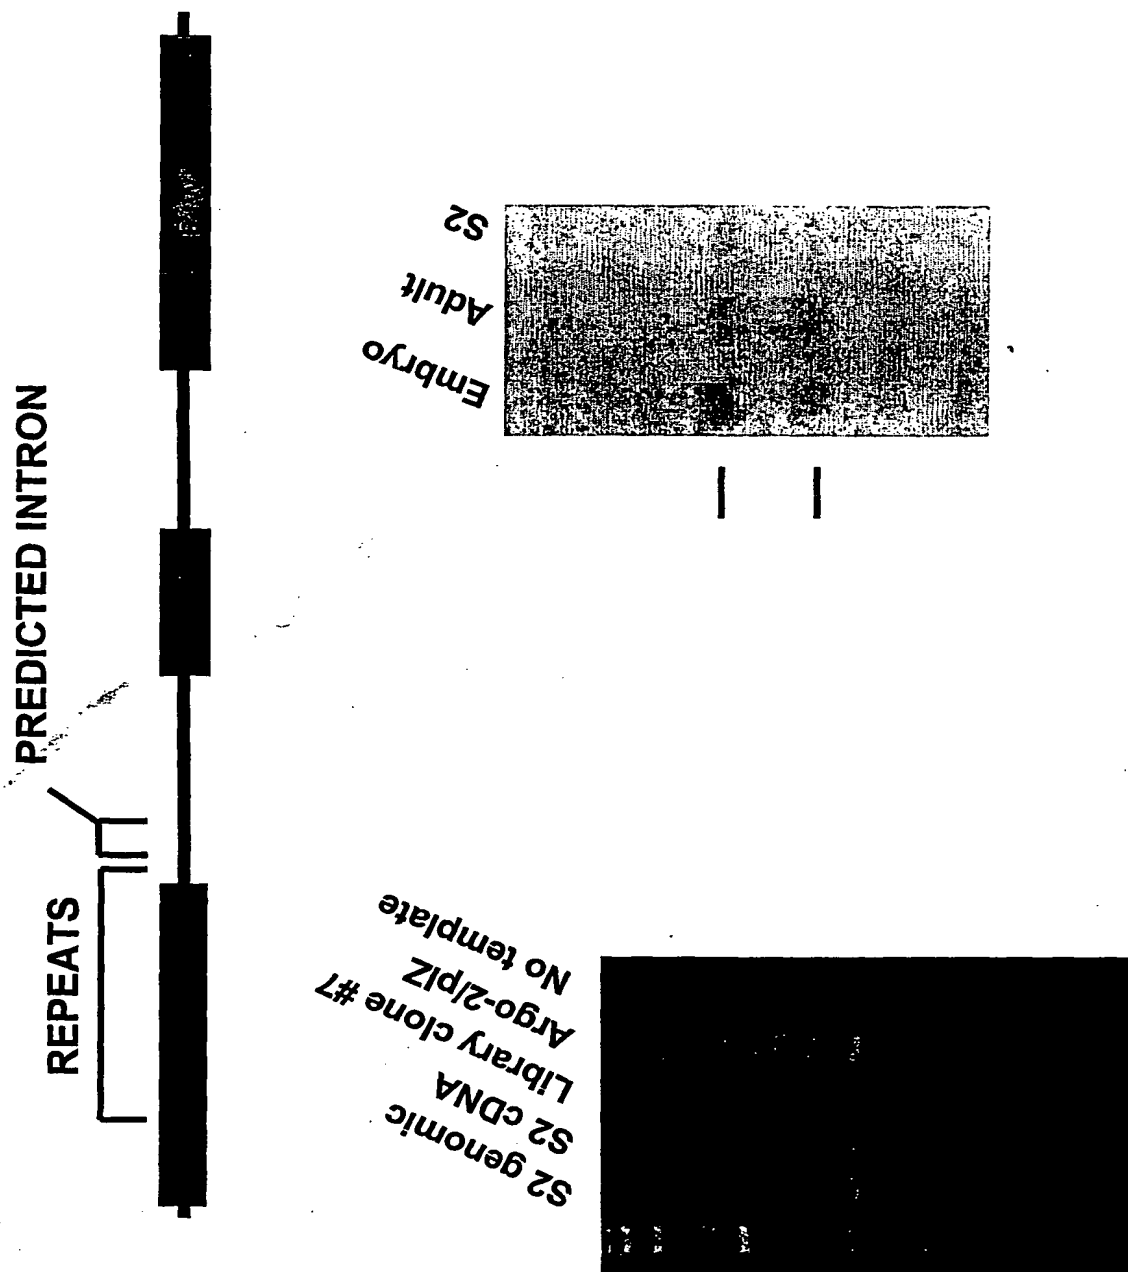 REPEATS
PREDICTED INTRON
S2 genomic
S2 cDNA
Library clone #7
Argo-2/pIZ
No template
Embryo
Adult
S2